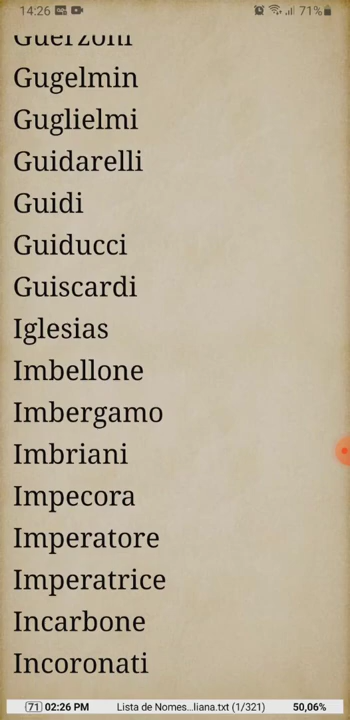 14:26 71%
Guerzoni
Gugelmin
Guglielmi
Guidarelli
Guidi
Guiducci
Guiscardi
Iglesias
Imbellone
Imbergamo
Imbriani
Impecora
Imperatore
Imperatrice
Incarbone
Incoronati
71 02:26 PM Lista de Nomes...liana.txt (1/321) 50,06%